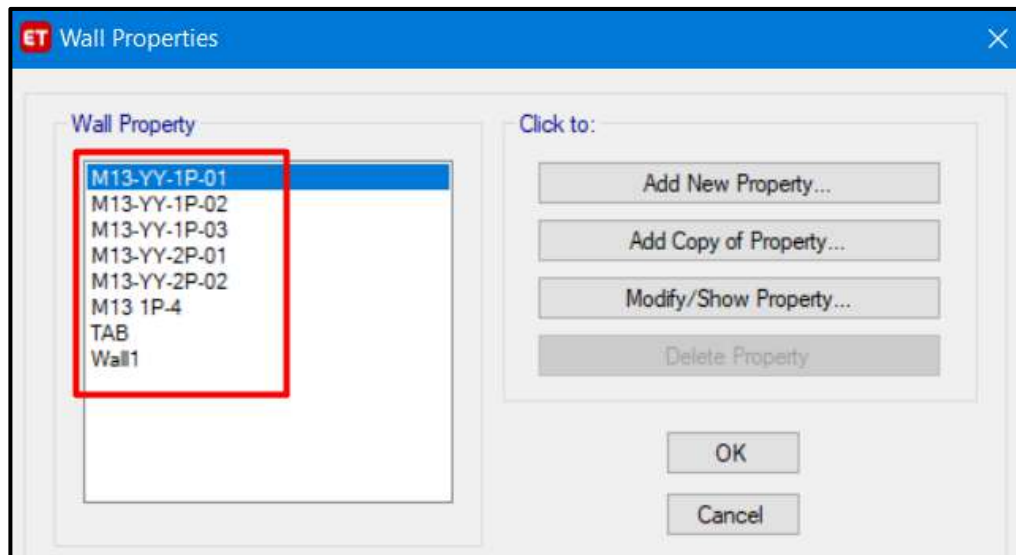 ET Wall Properties
Wall Property
M13-YY-1P-01
M13-YY-1P-02
M13-YY-1P-03
M13-YY-2P-01
M13-YY-2P-02
M13 1P-4
TAB
Wall1
Click to:
Add New Property...
Add Copy of Property...
Modify/Show Property...
Delete Property
OK
Cancel